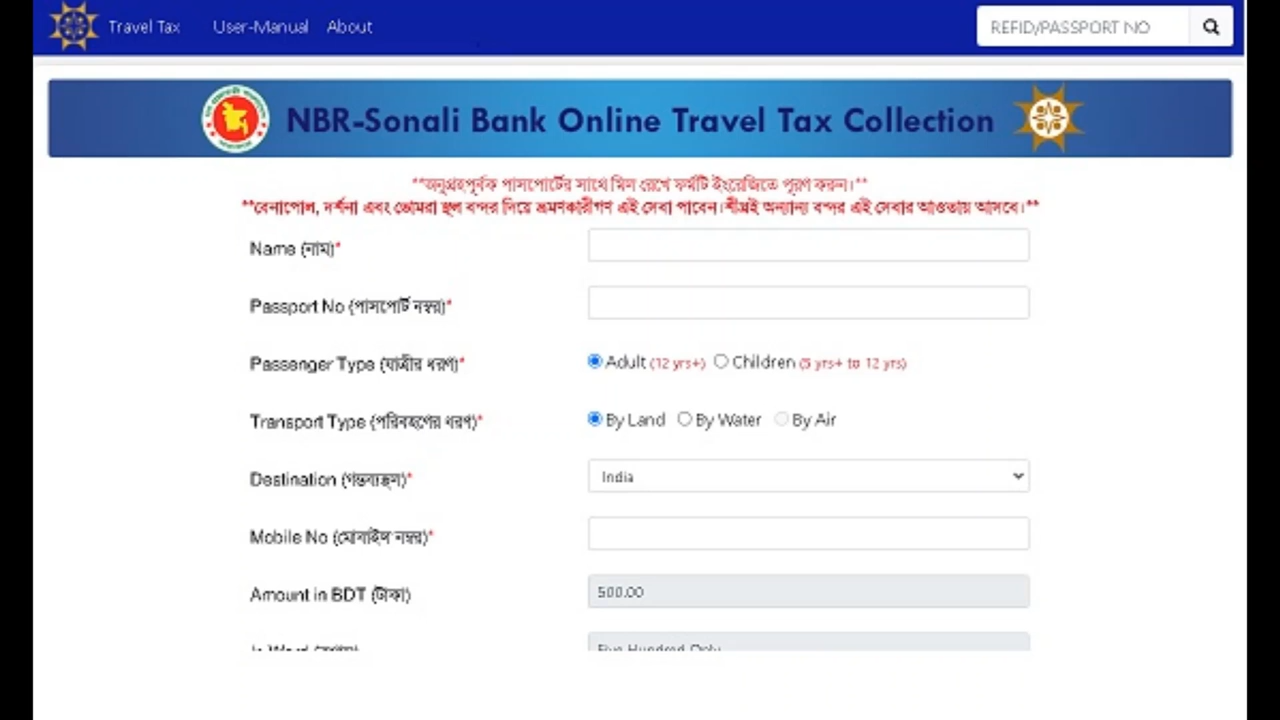 Travel Tax User-Manual About REFID/PASSPORT NO
NBR-Sonali Bank Online Travel Tax Collection
**অনুগ্রহপূর্বক পাসপোর্টের সাথে মিল রেখে ফর্মটি ইংরেজিতে পূরণ করুন।**
**বেনাপোল, দর্শনা এবং ভোমরা স্থল বন্দর দিয়ে ভ্রমণকারীগণ এই সেবা পাবেন।শীঘ্রই অন্যান্য বন্দর এই সেবার আওতায় আসবে।**
Name (নাম)*
Passport No (পাসপোর্ট নম্বর)*
Passenger Type (যাত্রীর ধরণ)* Adult (12 yrs+) Children (5 yrs+ to 12 yrs)
Transport Type (পরিবহণের ধরণ)* By Land By Water By Air
Destination (গন্তব্যস্থল)* India
Mobile No (মোবাইল নম্বর)*
Amount in BDT (টাকা) 500.00
Five Hundred Only